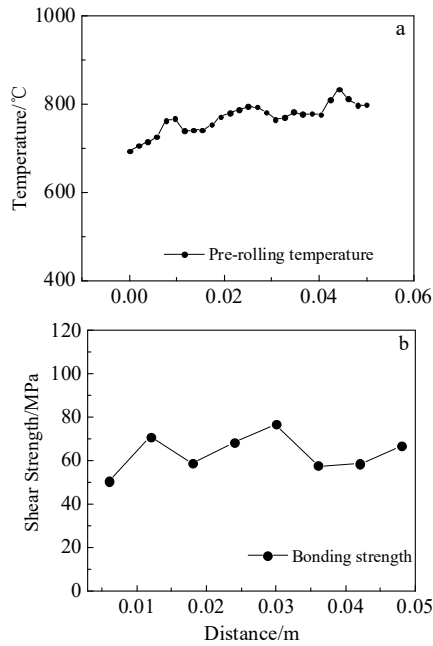 a
1000
800
600
400
Temperature/℃
Pre-rolling temperature
0.00 0.02 0.04 0.06
b
120
100
80
60
40
20
0
Shear Strength/MPa
Bonding strength
0.01 0.02 0.03 0.04 0.05
Distance/m